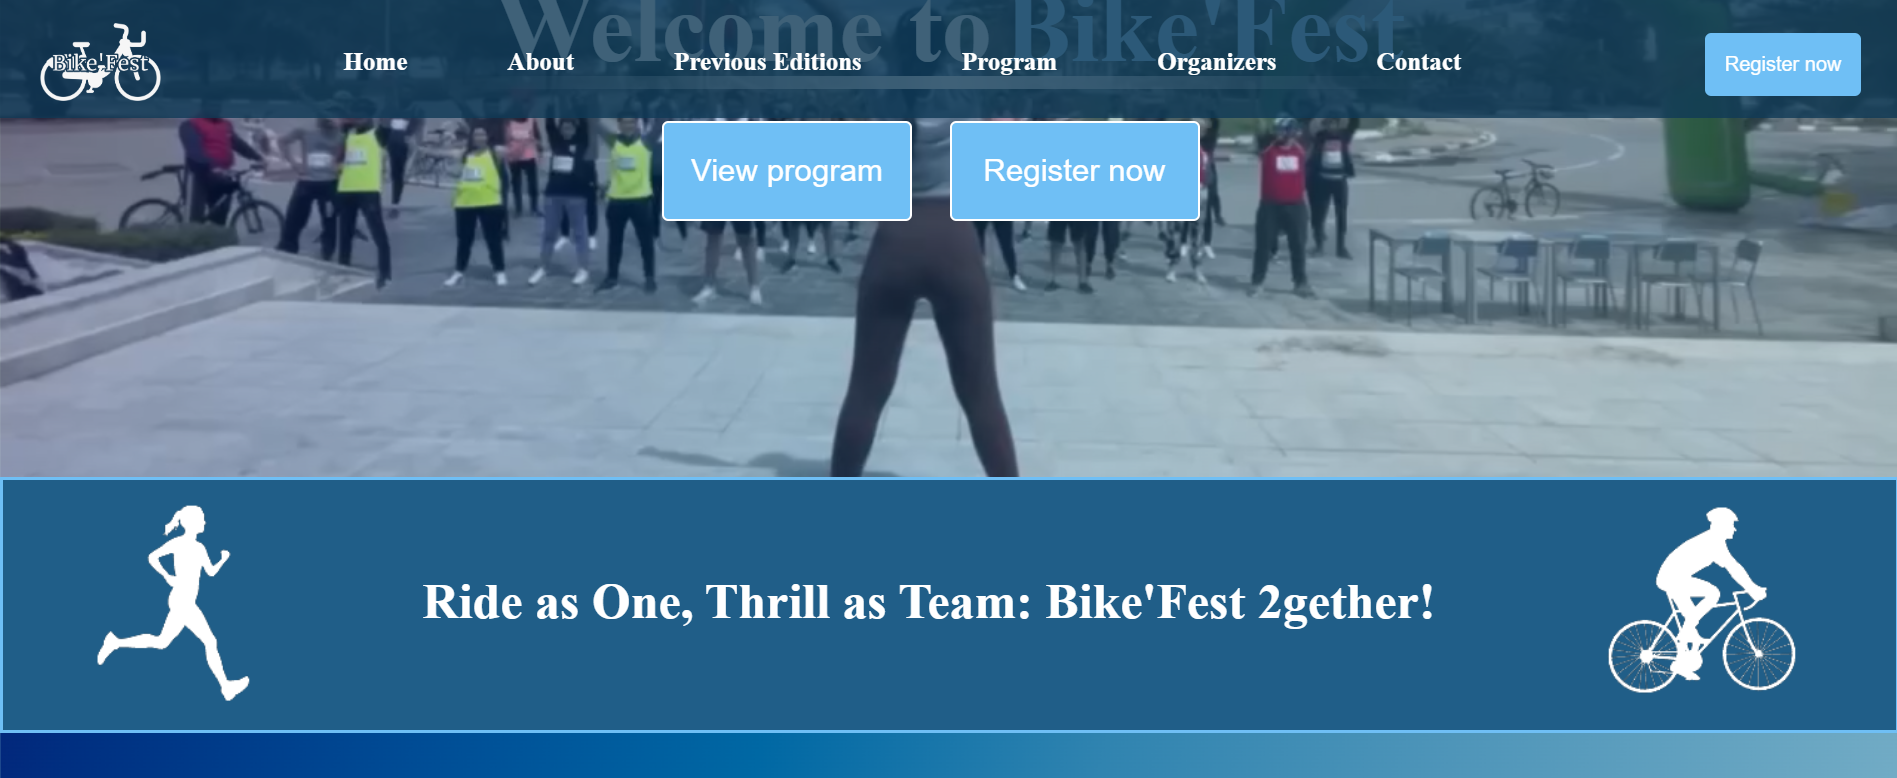 Welcome to Bike'Fest
Bike'Fest
Home
About
Previous Editions
Program
Organizers
Contact
Register now
View program
Register now
Ride as One, Thrill as Team: Bike'Fest 2gether!